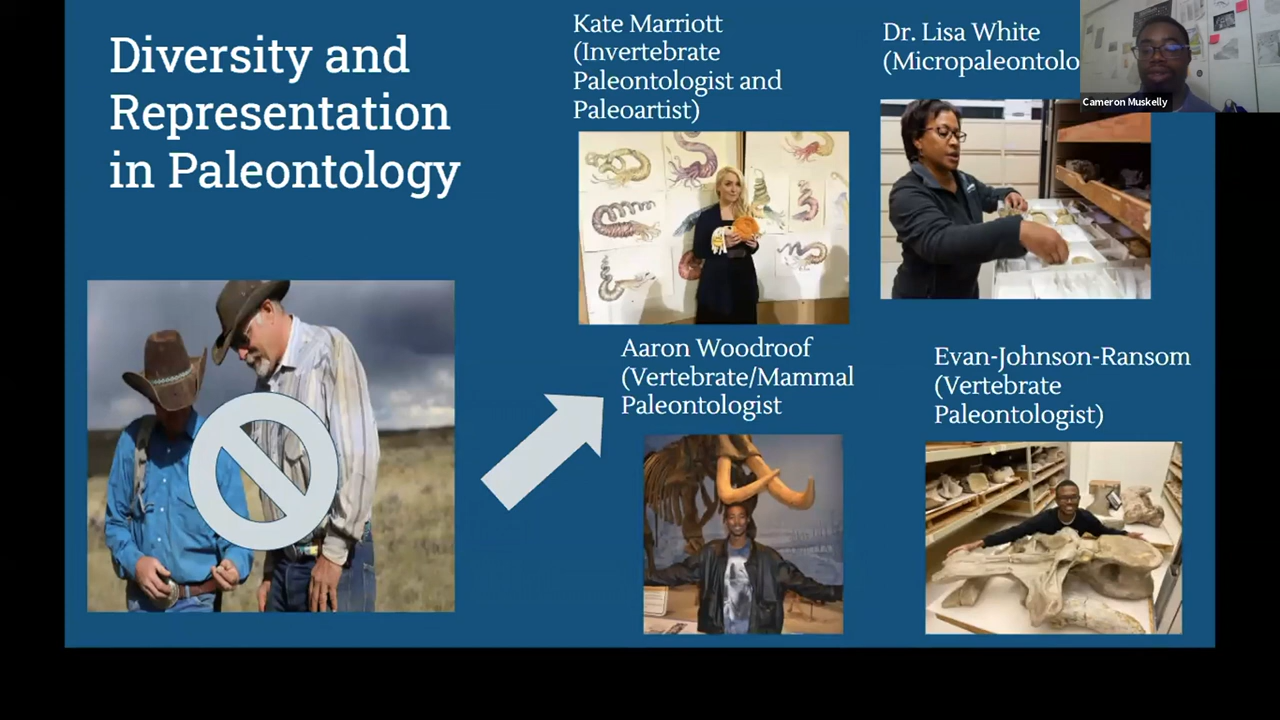 Diversity and
Representation
in Paleontology
Kate Marriott
(Invertebrate
Paleontologist and
Paleoartist)
Dr. Lisa White
(Micropaleontolo
Cameron Muskelly
Aaron Woodroof
(Vertebrate/Mammal
Paleontologist
Evan-Johnson-Ransom
(Vertebrate
Paleontologist)